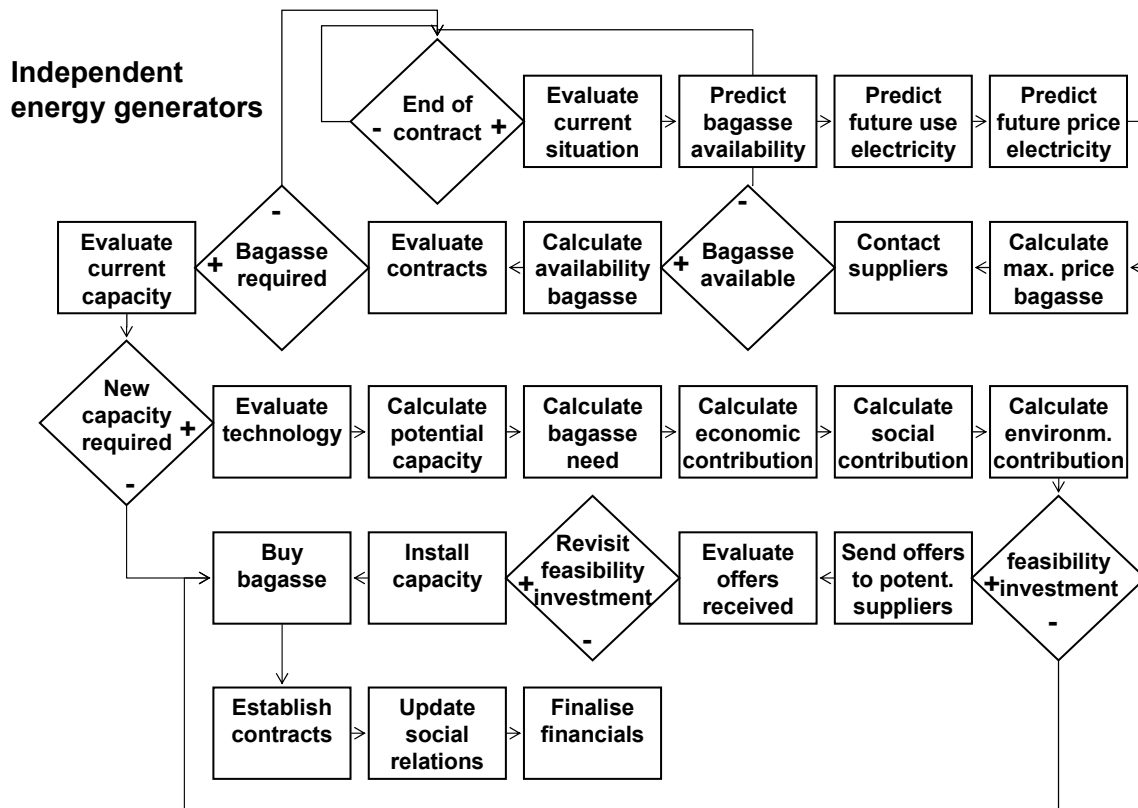 Independent
energy generators
End of
contract
-
+
Evaluate
current
situation
Predict
bagasse
availability
Predict
future use
electricity
Predict
future price
electricity
Evaluate
current
capacity
-
+
Bagasse
required
Evaluate
contracts
Calculate
availability
bagasse
-
+
Bagasse
available
Contact
suppliers
Calculate
max. price
bagasse
New
capacity
required
+
-
Evaluate
technology
Calculate
potential
capacity
Calculate
bagasse
need
Calculate
economic
contribution
Calculate
social
contribution
Calculate
environm.
contribution
Buy
bagasse
Install
capacity
Revisit
feasibility
investment
+
-
Evaluate
offers
received
Send offers
to potent.
suppliers
feasibility
investment
+
-
Establish
contracts
Update
social
relations
Finalise
financials